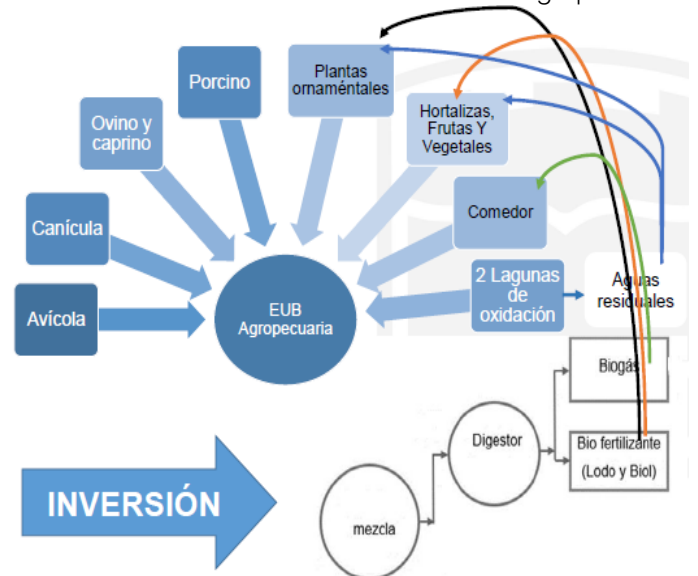 Porcino
Plantas
ornaméntales
Ovino y
caprino
Hortalizas,
Frutas Y
Vegetales
Canícula
Comedor
Avícola
EUB
Agropecuaria
2 Lagunas
de
oxidación
Aguas
residuales
Biogás
Digestor
Bio fertilizante
(Lodo y Biol)
INVERSIÓN
mezcla